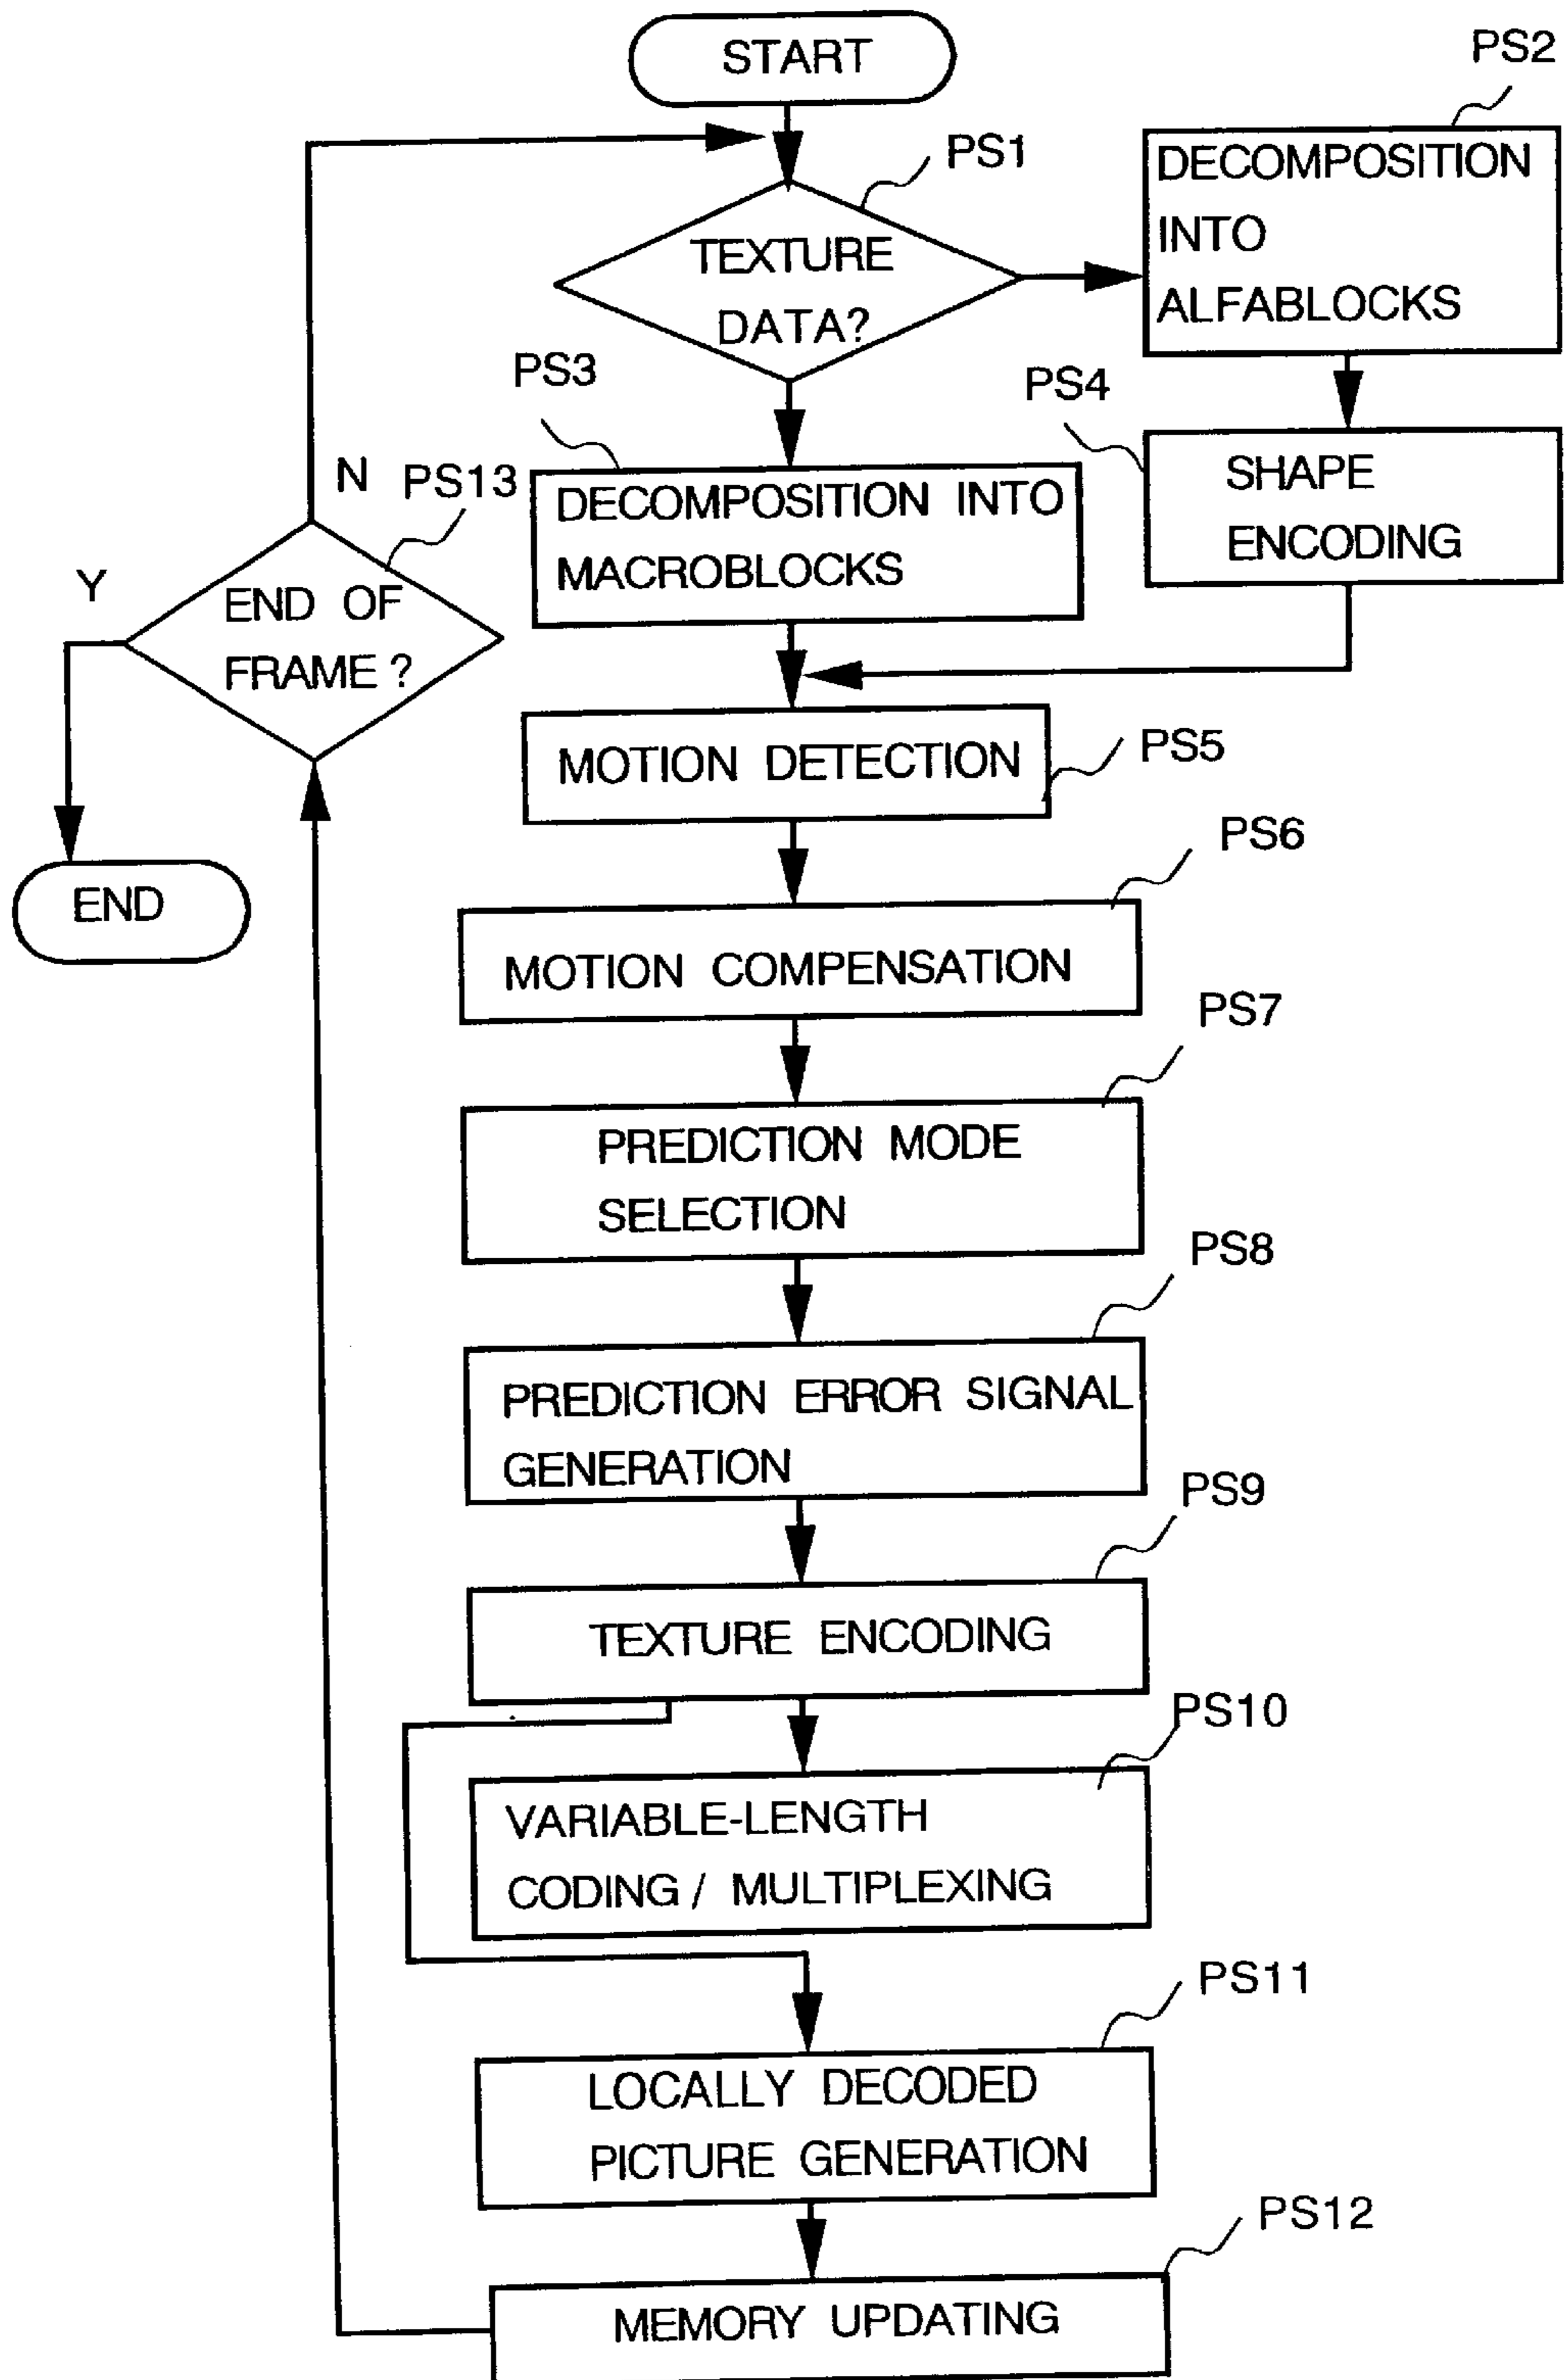 START
PS2
PS1
DECOMPOSITION
INTO
ALFABLOCKS
TEXTURE
DATA?
PS3
PS4
SHAPE
ENCODING
N
PS13
DECOMPOSITION INTO
MACROBLOCKS
Y
END OF
FRAME ?
MOTION DETECTION
PS5
END
PS6
MOTION COMPENSATION
PS7
PREDICTION MODE
SELECTION
PS8
PREDICTION ERROR SIGNAL
GENERATION
PS9
TEXTURE ENCODING
PS10
VARIABLE-LENGTH
CODING / MULTIPLEXING
PS11
LOCALLY DECODED
PICTURE GENERATION
PS12
MEMORY UPDATING